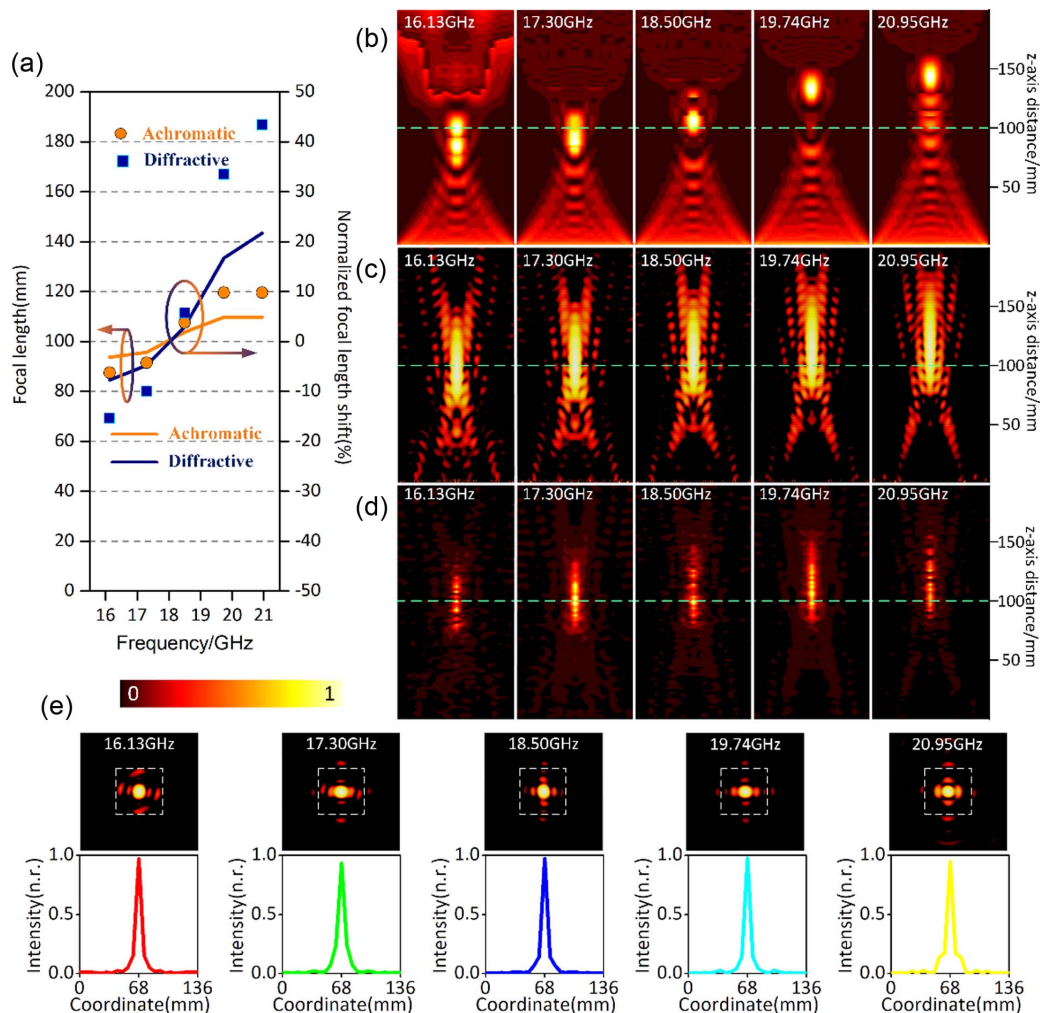 (a)
200
180
160
140
120
100
80
60
40
20
0
Focal length(mm)
Achromatic
Diffractive
Achromatic
Diffractive
50
40
30
20
10
0
-10
-20
-30
-40
-50
Normalized focal length shift(%)
16 17 18 19 20 21
Frequency/GHz
(b)
16.13GHz 17.30GHz 18.50GHz 19.74GHz 20.95GHz
150
100
50
z-axis distance/mm
(c)
16.13GHz 17.30GHz 18.50GHz 19.74GHz 20.95GHz
150
100
50
z-axis distance/mm
(d)
16.13GHz 17.30GHz 18.50GHz 19.74GHz 20.95GHz
150
100
50
z-axis distance/mm
0 1
(e)
16.13GHz 17.30GHz 18.50GHz 19.74GHz 20.95GHz
Intensity(n.r.)
1.0
0.5
0.0
0 68 136
Coordinate(mm)
Intensity(n.r.)
1.0
0.5
0.0
0 68 136
Coordinate(mm)
Intensity(n.r.)
1.0
0.5
0.0
0 68 136
Coordinate(mm)
Intensity(n.r.)
1.0
0.5
0.0
0 68 136
Coordinate(mm)
Intensity(n.r.)
1.0
0.5
0.0
0 68 136
Coordinate(mm)